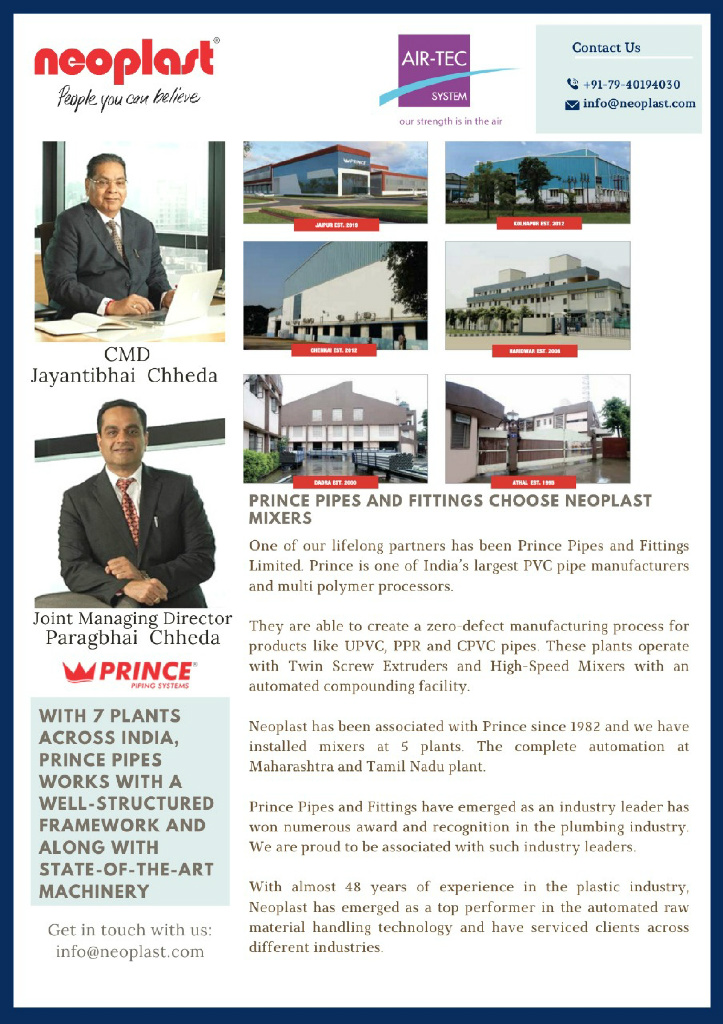 neoplast®
People you can believe
AIR-TEC
SYSTEM
our strength is in the air
Contact Us
+91-79-40194030
info@neoplast.com
CMD
Jayantibhai Chheda
Joint Managing Director
Paragbhai Chheda
PRINCE®
PIPING SYSTEMS
WITH 7 PLANTS
ACROSS INDIA,
PRINCE PIPES
WORKS WITH A
WELL-STRUCTURED
FRAMEWORK AND
ALONG WITH
STATE-OF-THE-ART
MACHINERY
Get in touch with us:
info@neoplast.com
PRINCE
JAIPUR EST. 2019
KOLHAPUR EST. 2012
CHENNAI EST. 2012
HARIDWAR EST. 2008
DADRA EST. 2000
ATHAL EST. 1995
PRINCE PIPES AND FITTINGS CHOOSE NEOPLAST
MIXERS
One of our lifelong partners has been Prince Pipes and Fittings
Limited. Prince is one of India's largest PVC pipe manufacturers
and multi polymer processors.
They are able to create a zero-defect manufacturing process for
products like UPVC, PPR and CPVC pipes. These plants operate
with Twin Screw Extruders and High-Speed Mixers with an
automated compounding facility.
Neoplast has been associated with Prince since 1982 and we have
installed mixers at 5 plants. The complete automation at
Maharashtra and Tamil Nadu plant.
Prince Pipes and Fittings have emerged as an industry leader has
won numerous award and recognition in the plumbing industry.
We are proud to be associated with such industry leaders.
With almost 48 years of experience in the plastic industry,
Neoplast has emerged as a top performer in the automated raw
material handling technology and have serviced clients across
different industries.